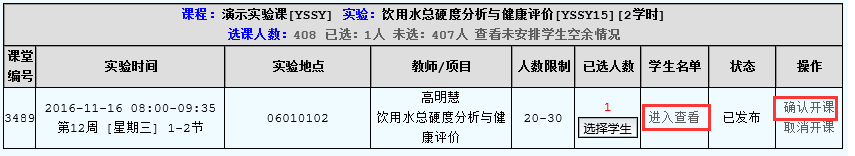 课程：演示实验课[YSSY] 实验：饮用水总硬度分析与健康评价[YSSY15][2学时]
选课人数：408 已选：1人 未选：407人 查看未安排学生空余情况
课堂编号 实验时间 实验地点 教师/项目 人数限制 已选人数 学生名单 状态 操作
3489 2016-11-16 08:00-09:35 第12周 [星期三] 1-2节 06010102 高明慧 饮用水总硬度分析与健康评价 20-30 1 选择学生 进入查看 已发布 确认开课 取消开课